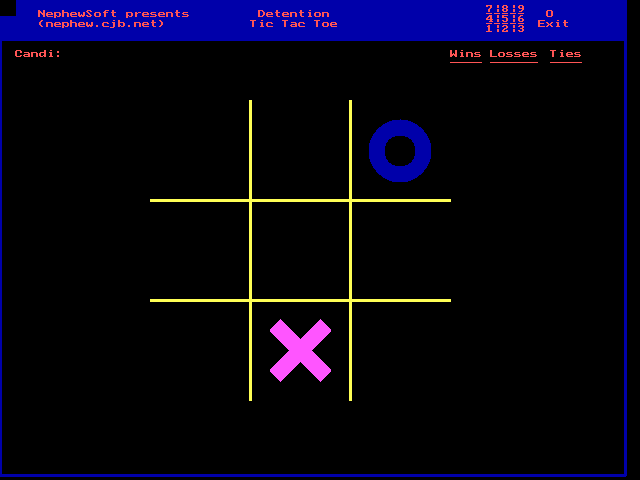 NephewSoft presents
(nephew.cjb.net)
Detention
Tic Tac Toe
7¦8¦9
4¦5¦6
1¦2¦3
0
Exit
Candi:
Wins Losses Ties